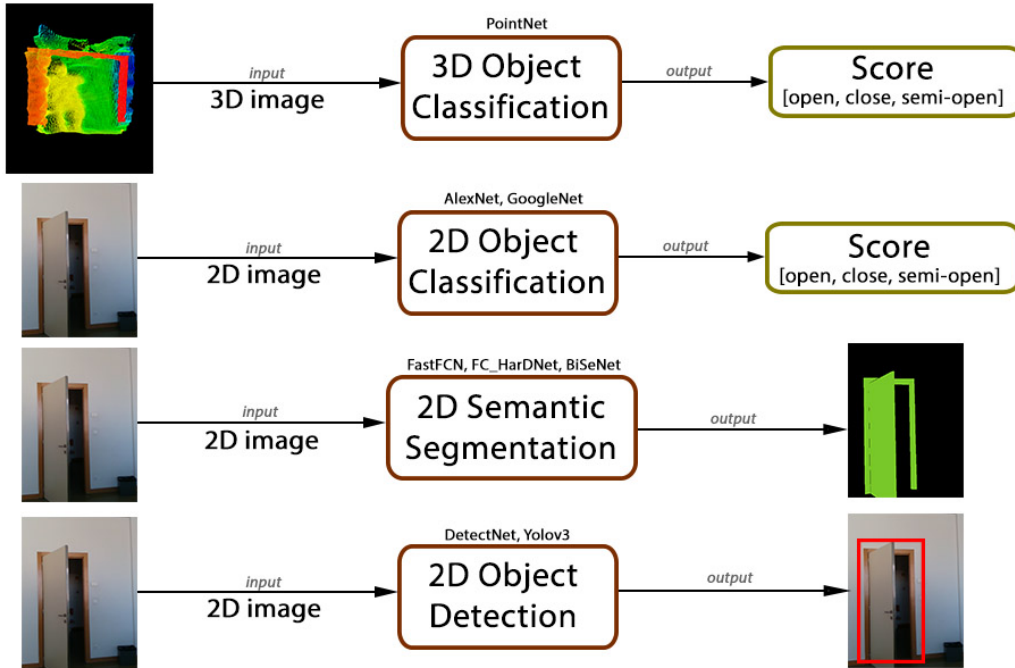 PointNet
input
3D image
3D Object
Classification
output
Score
[open, close, semi-open]
AlexNet, GoogleNet
input
2D image
2D Object
Classification
output
Score
[open, close, semi-open]
FastFCN, FC_HarDNet, BiSeNet
input
2D image
2D Semantic
Segmentation
output
DetectNet, Yolov3
input
2D image
2D Object
Detection
output